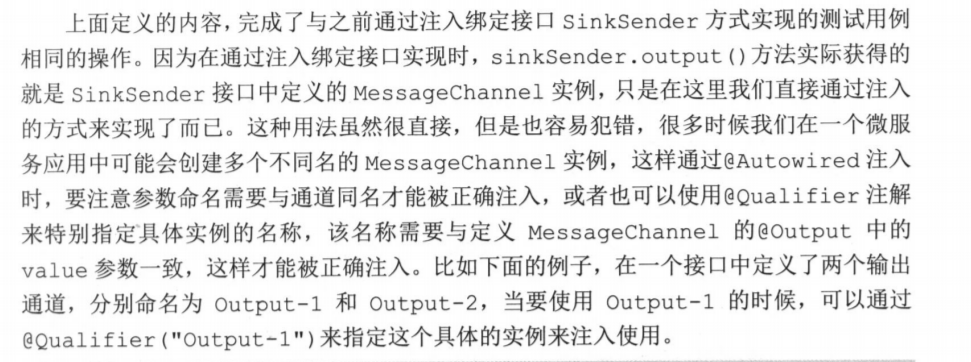 上面定义的内容，完成了与之前通过注入绑定接口 SinkSender 方式实现的测试用例
相同的操作。因为在通过注入绑定接口实现时，sinkSender.output()方法实际获得的
就是 SinkSender 接口中定义的 MessageChannel 实例，只是在这里我们直接通过注入
的方式来实现了而已。这种用法虽然很直接，但是也容易犯错，很多时候我们在一个微服
务应用中可能会创建多个不同名的 MessageChannel 实例，这样通过@Autowired 注入
时，要注意参数命名需要与通道同名才能被正确注入，或者也可以使用@Qualifier 注解
来特别指定具体实例的名称，该名称需要与定义 MessageChannel 的@Output 中的
value 参数一致，这样才能被正确注入。比如下面的例子，在一个接口中定义了两个输出
通道，分别命名为 Output-1 和 Output-2，当要使用 Output-1 的时候，可以通过
@Qualifier("Output-1")来指定这个具体的实例来注入使用。